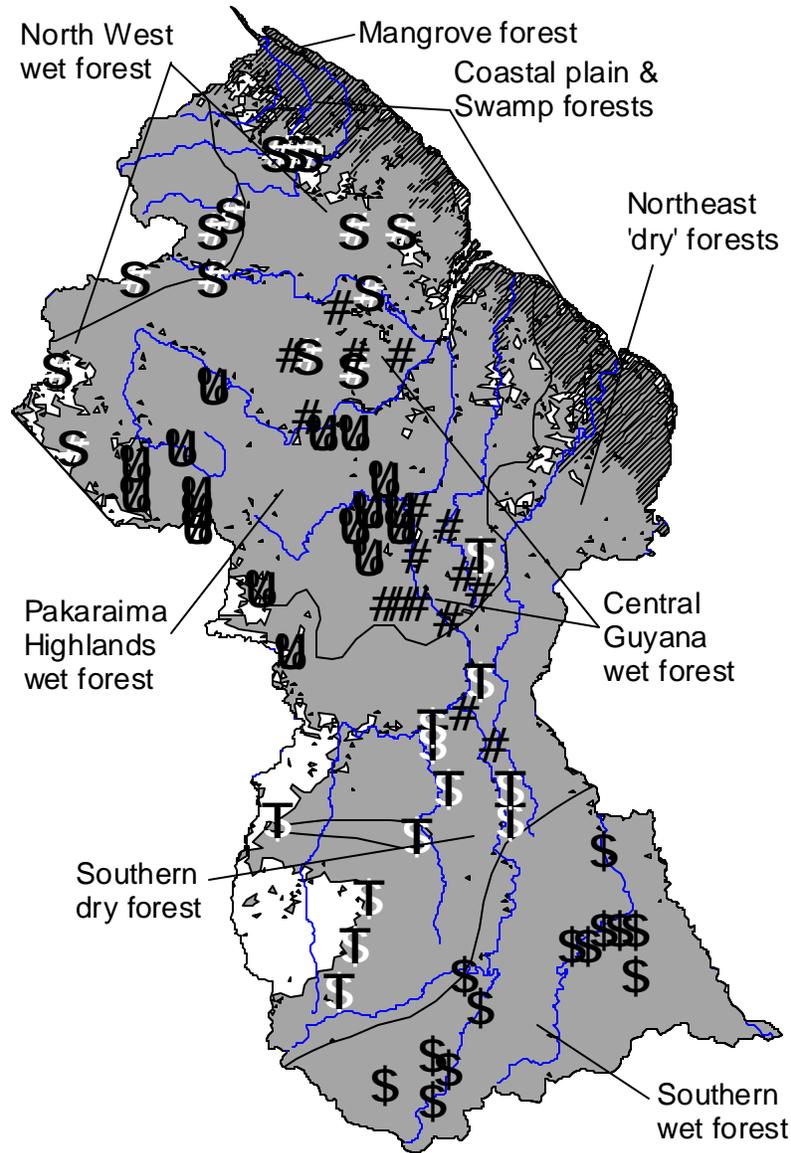 North West
wet forest
Mangrove forest
Coastal plain &
Swamp forests
Northeast
'dry' forests
Pakaraima
Highlands
wet forest
Central
Guyana
wet forest
Southern
dry forest
Southern
wet forest